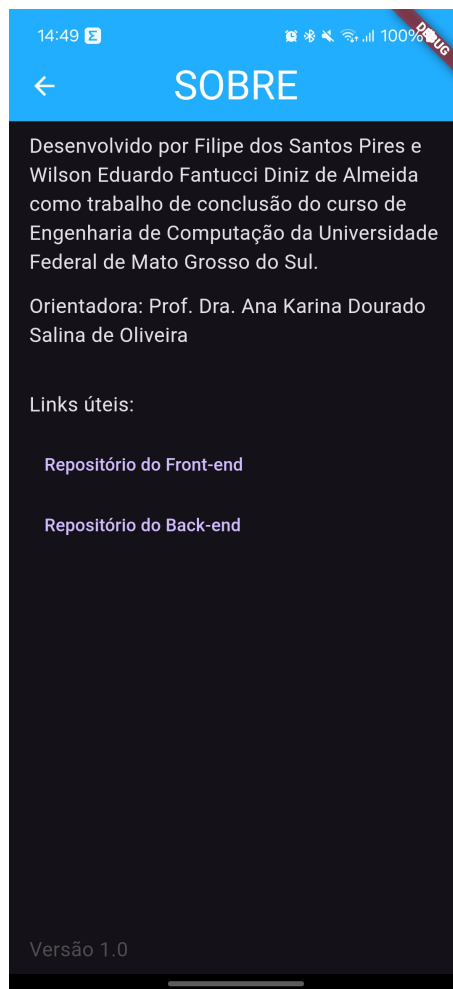 14:49 Σ 100%
DEBUG
SOBRE
Desenvolvido por Filipe dos Santos Pires e
Wilson Eduardo Fantucci Diniz de Almeida
como trabalho de conclusão do curso de
Engenharia de Computação da Universidade
Federal de Mato Grosso do Sul.
Orientadora: Prof. Dra. Ana Karina Dourado
Salina de Oliveira
Links úteis:
Repositório do Front-end
Repositório do Back-end
Versão 1.0